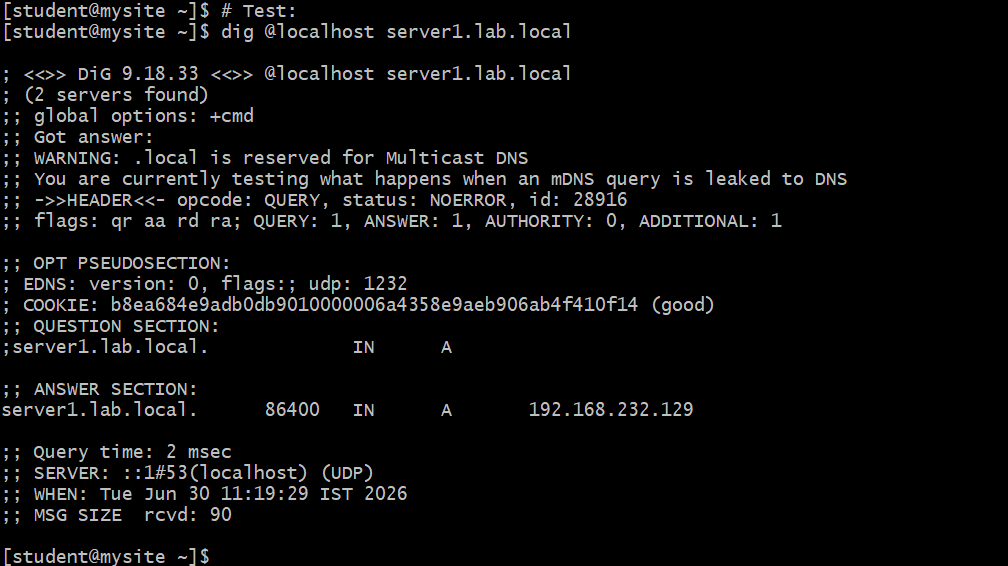 [student@mysite ~]$ # Test:
[student@mysite ~]$ dig @localhost server1.lab.local
; <<>> DiG 9.18.33 <<>> @localhost server1.lab.local
; (2 servers found)
;; global options: +cmd
;; Got answer:
;; WARNING: .local is reserved for Multicast DNS
;; You are currently testing what happens when an mDNS query is leaked to DNS
;; ->>HEADER<<- opcode: QUERY, status: NOERROR, id: 28916
;; flags: qr aa rd ra; QUERY: 1, ANSWER: 1, AUTHORITY: 0, ADDITIONAL: 1
;; OPT PSEUDOSECTION:
; EDNS: version: 0, flags:; udp: 1232
; COOKIE: b8ea684e9adb0db9010000006a4358e9aeb906ab4f410f14 (good)
;; QUESTION SECTION:
;server1.lab.local. IN A
;; ANSWER SECTION:
server1.lab.local. 86400 IN A 192.168.232.129
;; Query time: 2 msec
;; SERVER: ::1#53(localhost) (UDP)
;; WHEN: Tue Jun 30 11:19:29 IST 2026
;; MSG SIZE rcvd: 90
[student@mysite ~]$